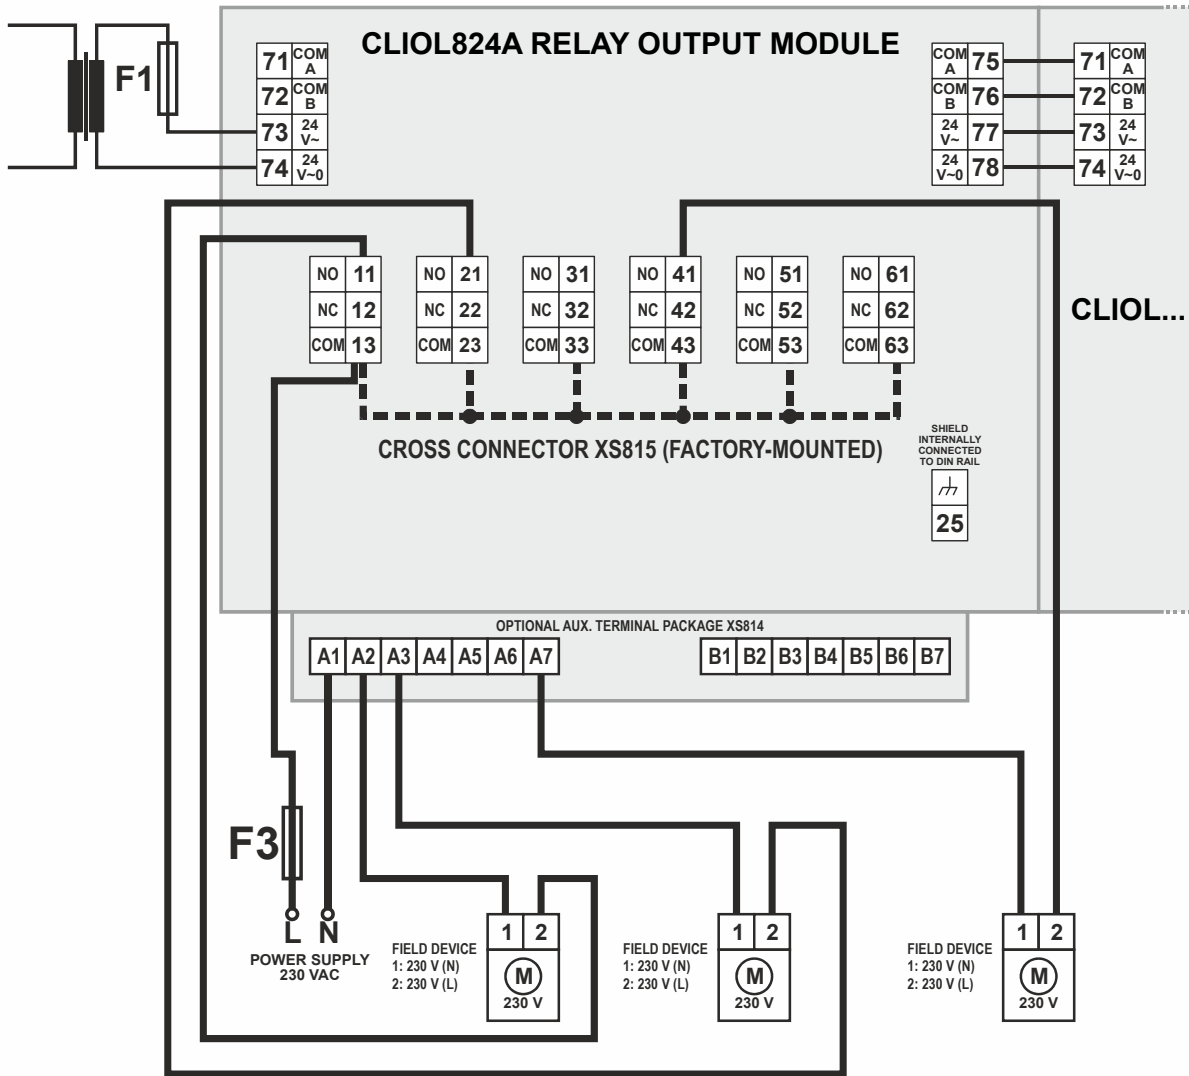 CLIOL824A RELAY OUTPUT MODULE
F1
71 COM A
72 COM B
73 24 V~
74 24 V~0
COM A 75
COM B 76
24 V~ 77
24 V~0 78
71 COM A
72 COM B
73 24 V~
74 24 V~0
NO 11 NO 21 NO 31 NO 41 NO 51 NO 61
NC 12 NC 22 NC 32 NC 42 NC 52 NC 62
COM 13 COM 23 COM 33 COM 43 COM 53 COM 63
CLIOL...
CROSS CONNECTOR XS815 (FACTORY-MOUNTED)
SHIELD
INTERNALLY
CONNECTED
TO DIN RAIL
25
OPTIONAL AUX. TERMINAL PACKAGE XS814
A1 A2 A3 A4 A5 A6 A7 B1 B2 B3 B4 B5 B6 B7
F3
L N
POWER SUPPLY
230 VAC
FIELD DEVICE
1: 230 V (N)
2: 230 V (L)
1 2
M
230 V
FIELD DEVICE
1: 230 V (N)
2: 230 V (L)
1 2
M
230 V
FIELD DEVICE
1: 230 V (N)
2: 230 V (L)
1 2
M
230 V